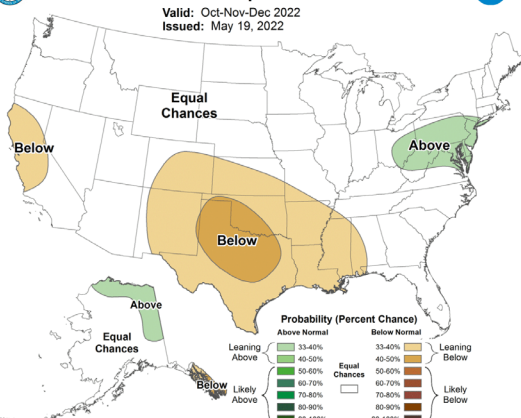 Valid: Oct-Nov-Dec 2022
Issued: May 19, 2022
Equal
Chances
Below
Above
Below
Above
Equal
Chances
Below
Probability (Percent Chance)
Above Normal
Below Normal
Leaning
Above
33-40%
40-50%
50-60%
60-70%
70-80%
80-90%
Likely
Above
Equal
Chances
33-40%
40-50%
50-60%
60-70%
70-80%
80-90%
Leaning
Below
Likely
Below